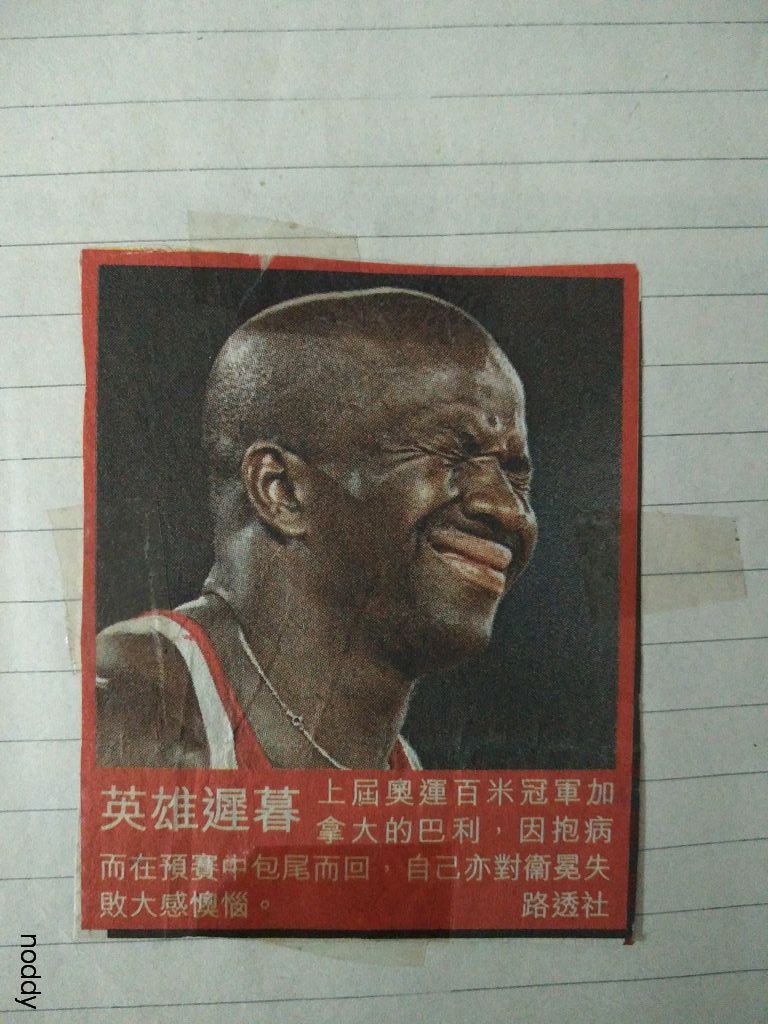 英雄遲暮 上屆奧運百米冠軍加
拿大的巴利，因抱病
而在預賽中包尾而回，自己亦對衞冕失
敗大感懊惱。 路透社
noddy